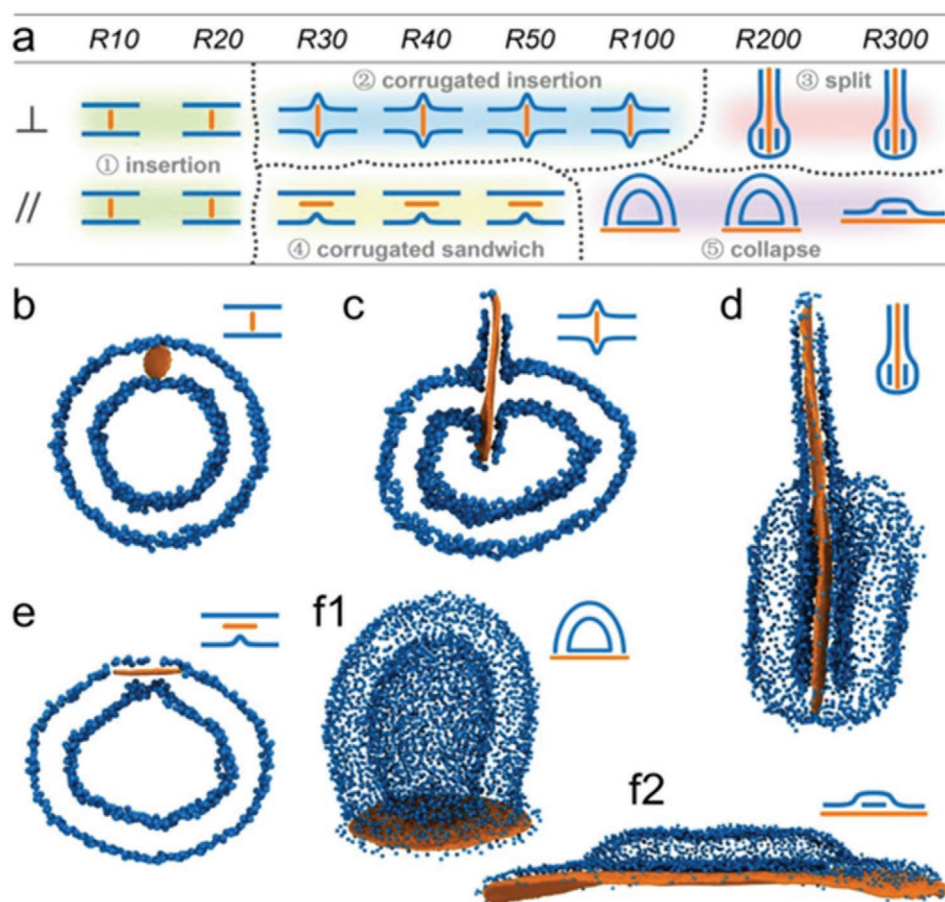 a R10 R20 R30 R40 R50 R100 R200 R300
② corrugated insertion ③ split
⊥
① insertion
//
④ corrugated sandwich ⑤ collapse
b c d
e f1
f2